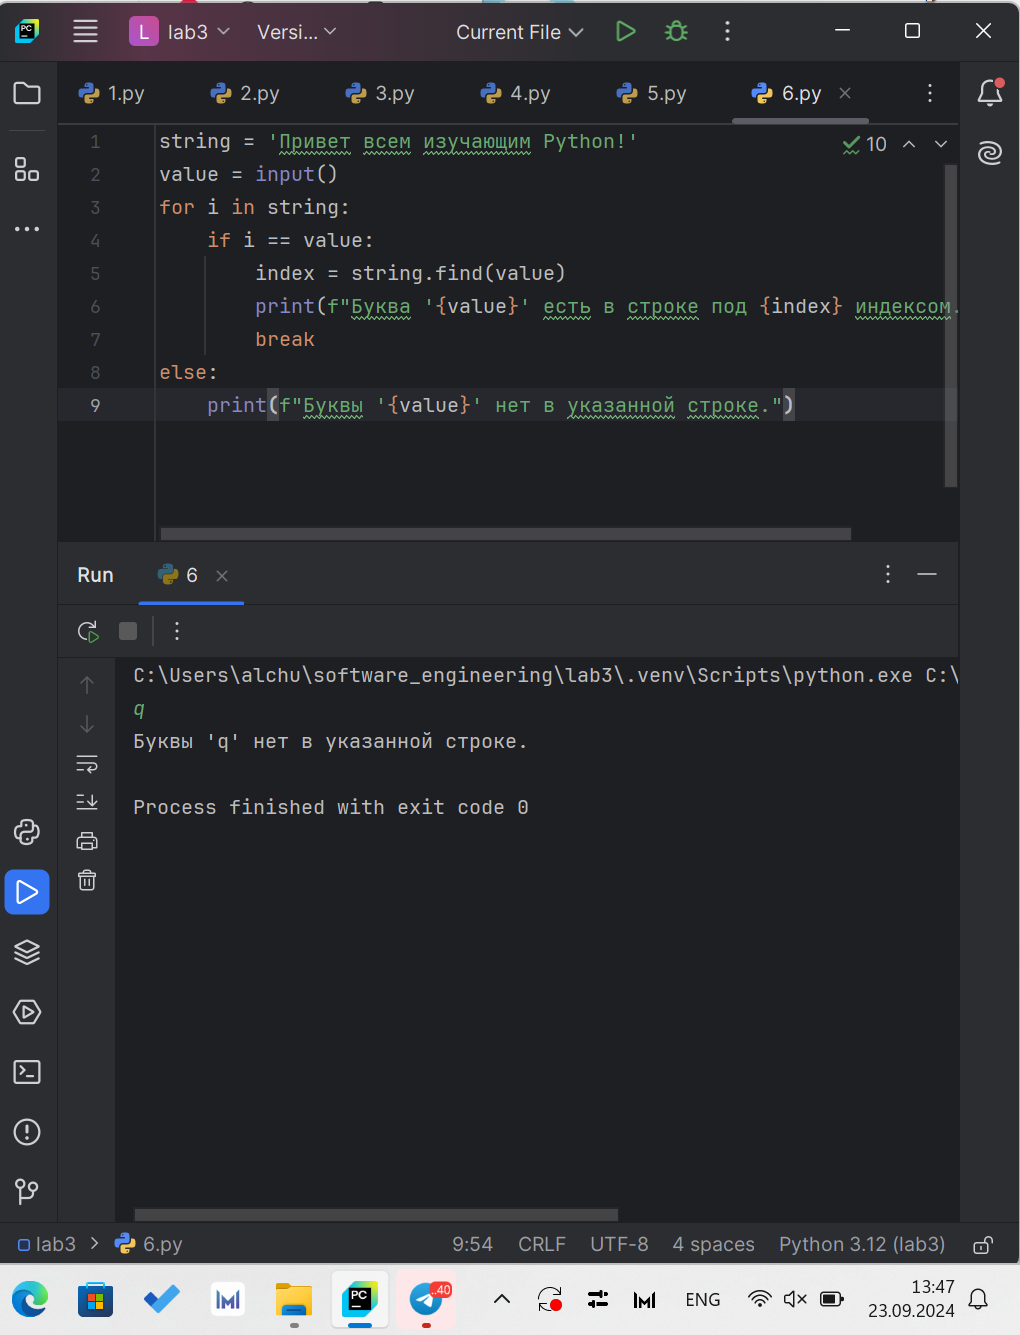 PC L lab3 Versi... Current File
1.py 2.py 3.py 4.py 5.py 6.py
10
1 string = 'Привет всем изучающим Python!'
2 value = input()
3 for i in string:
4 if i == value:
5 index = string.find(value)
6 print(f"Буква '{value}' есть в строке под {index} индексом.
7 break
8 else:
9 print(f"Буквы '{value}' нет в указанной строке.")
Run 6
C:\Users\alchu\software_engineering\lab3\.venv\Scripts\python.exe C:\
q
Буквы 'q' нет в указанной строке.
Process finished with exit code 0
lab3 > 6.py 9:54 CRLF UTF-8 4 spaces Python 3.12 (lab3)
PC ..40 ENG 13:47
23.09.2024